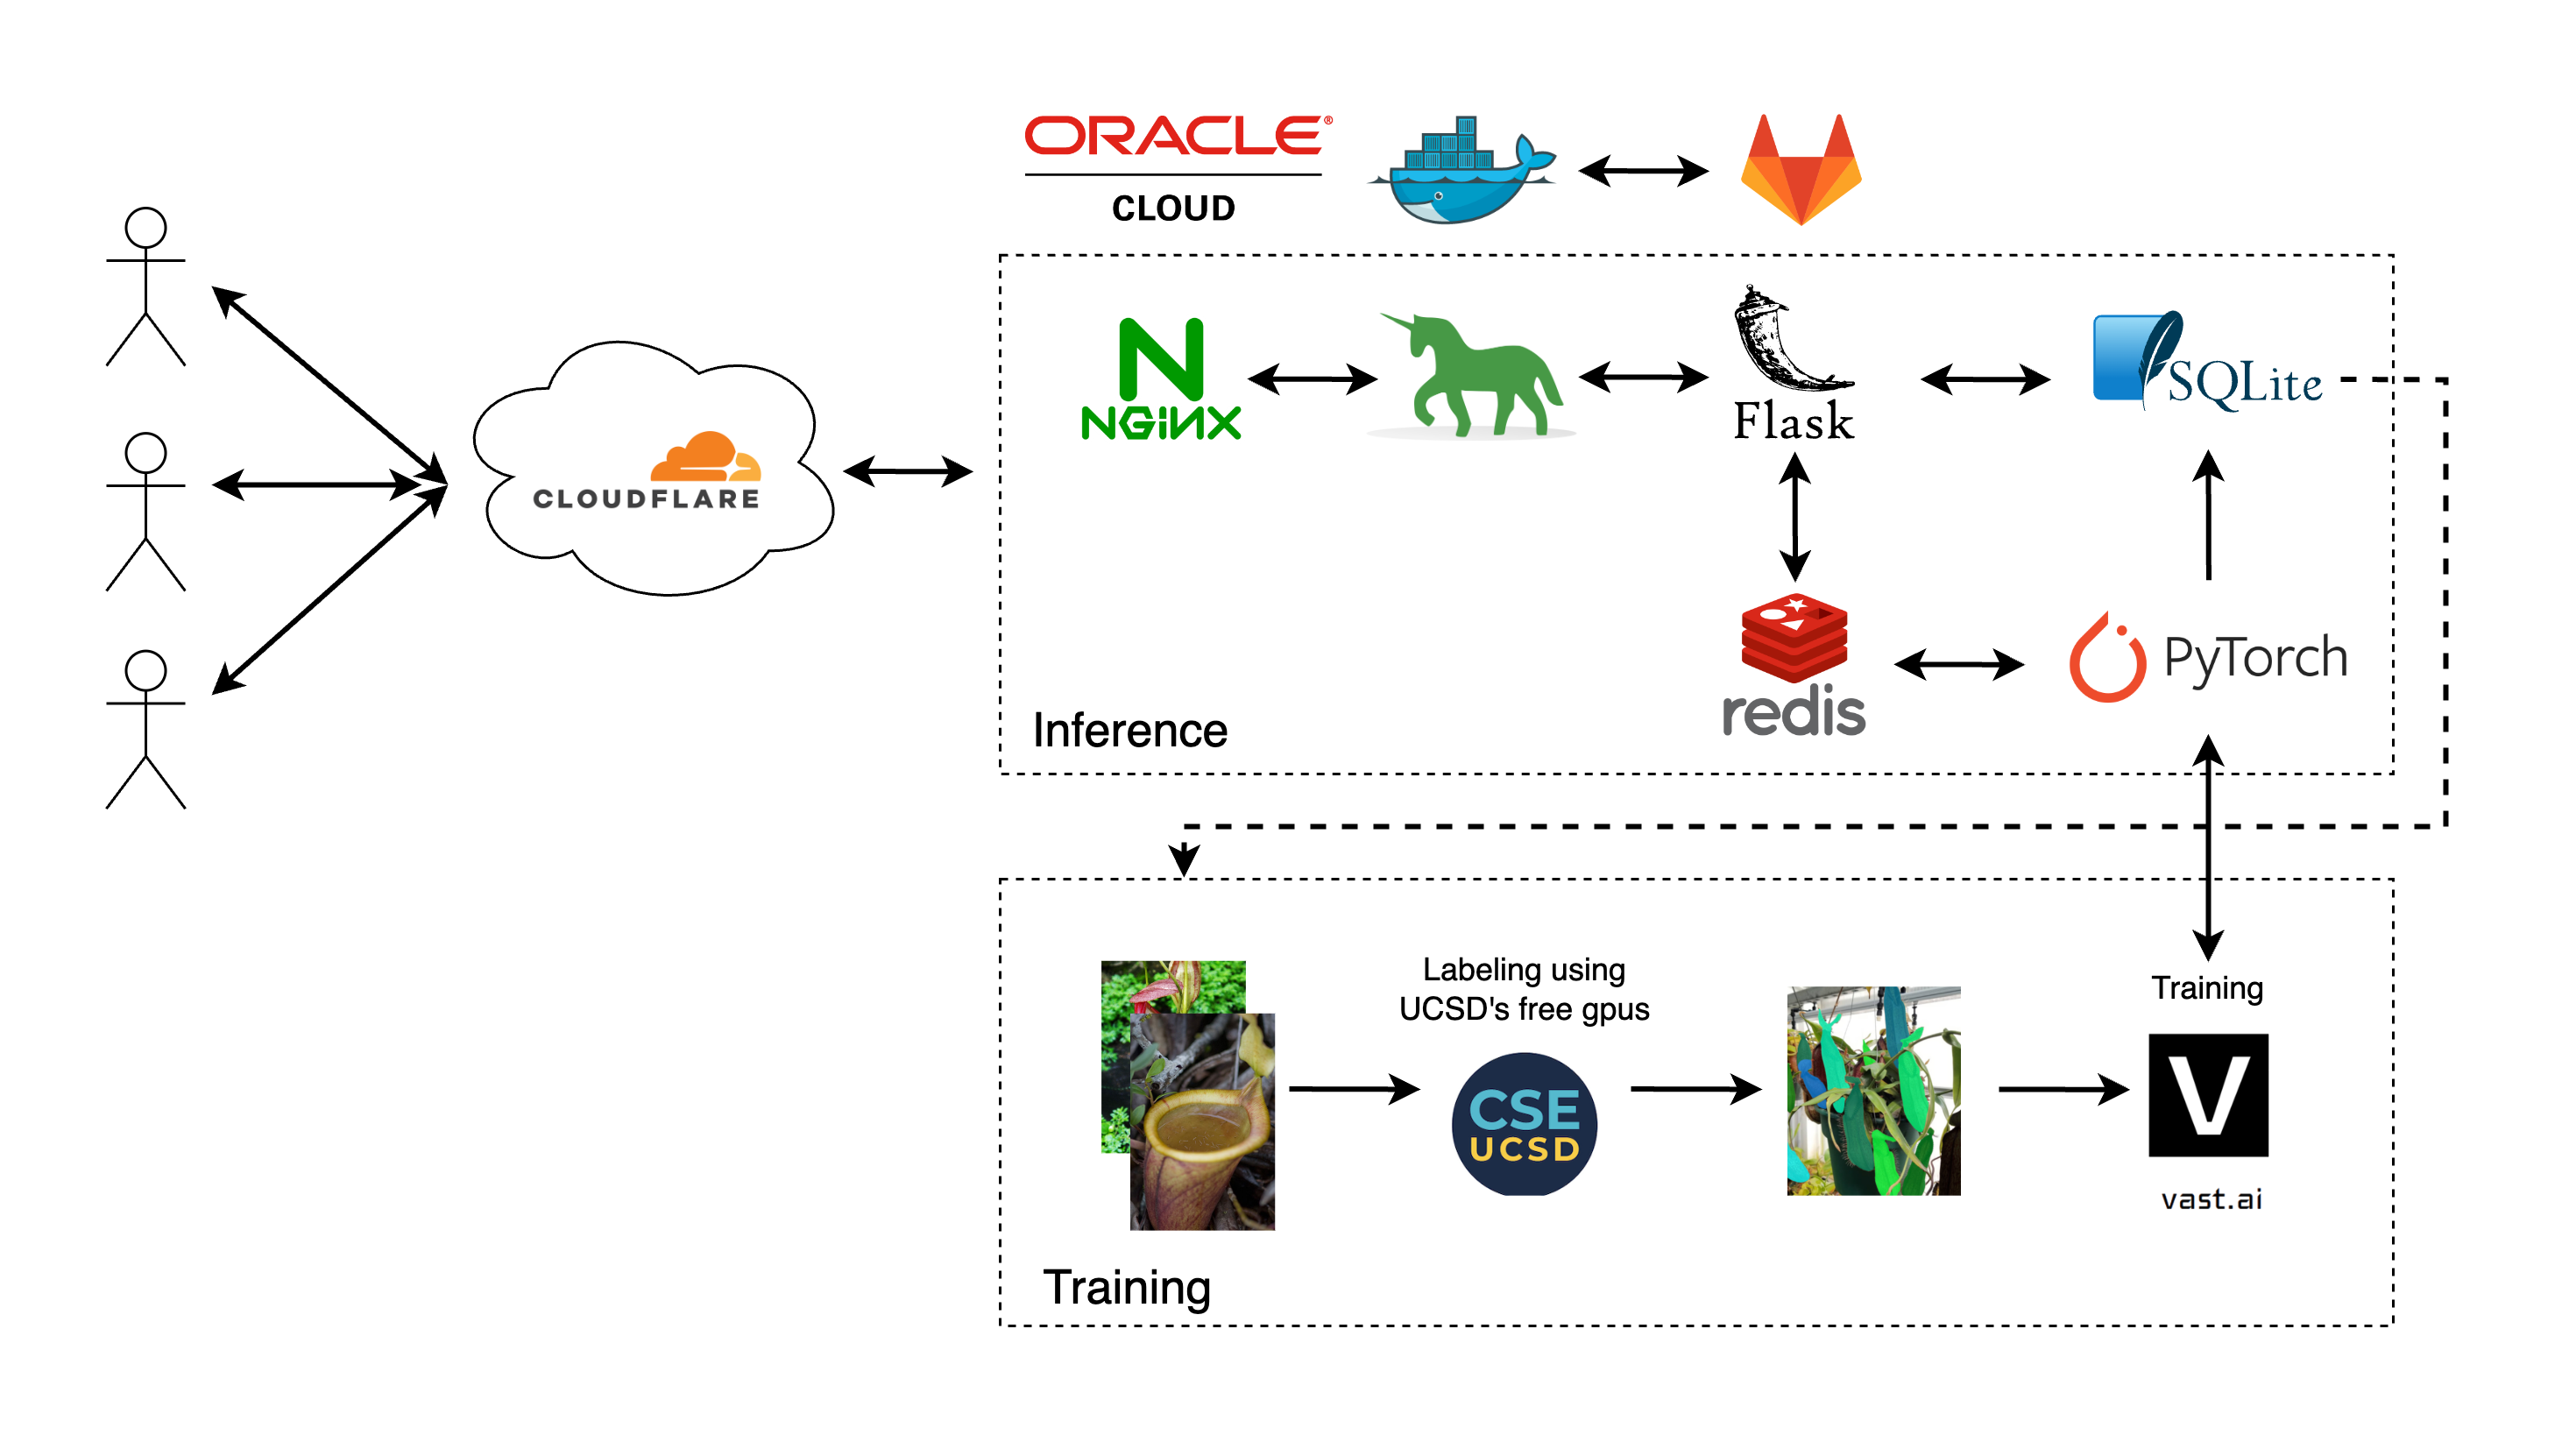 ORACLE®
CLOUD
CLOUDFLARE
NGiNX
Flask
SQLite
redis
PyTorch
Inference
Labeling using
UCSD's free gpus
CSE
UCSD
Training
V
vast.ai
Training